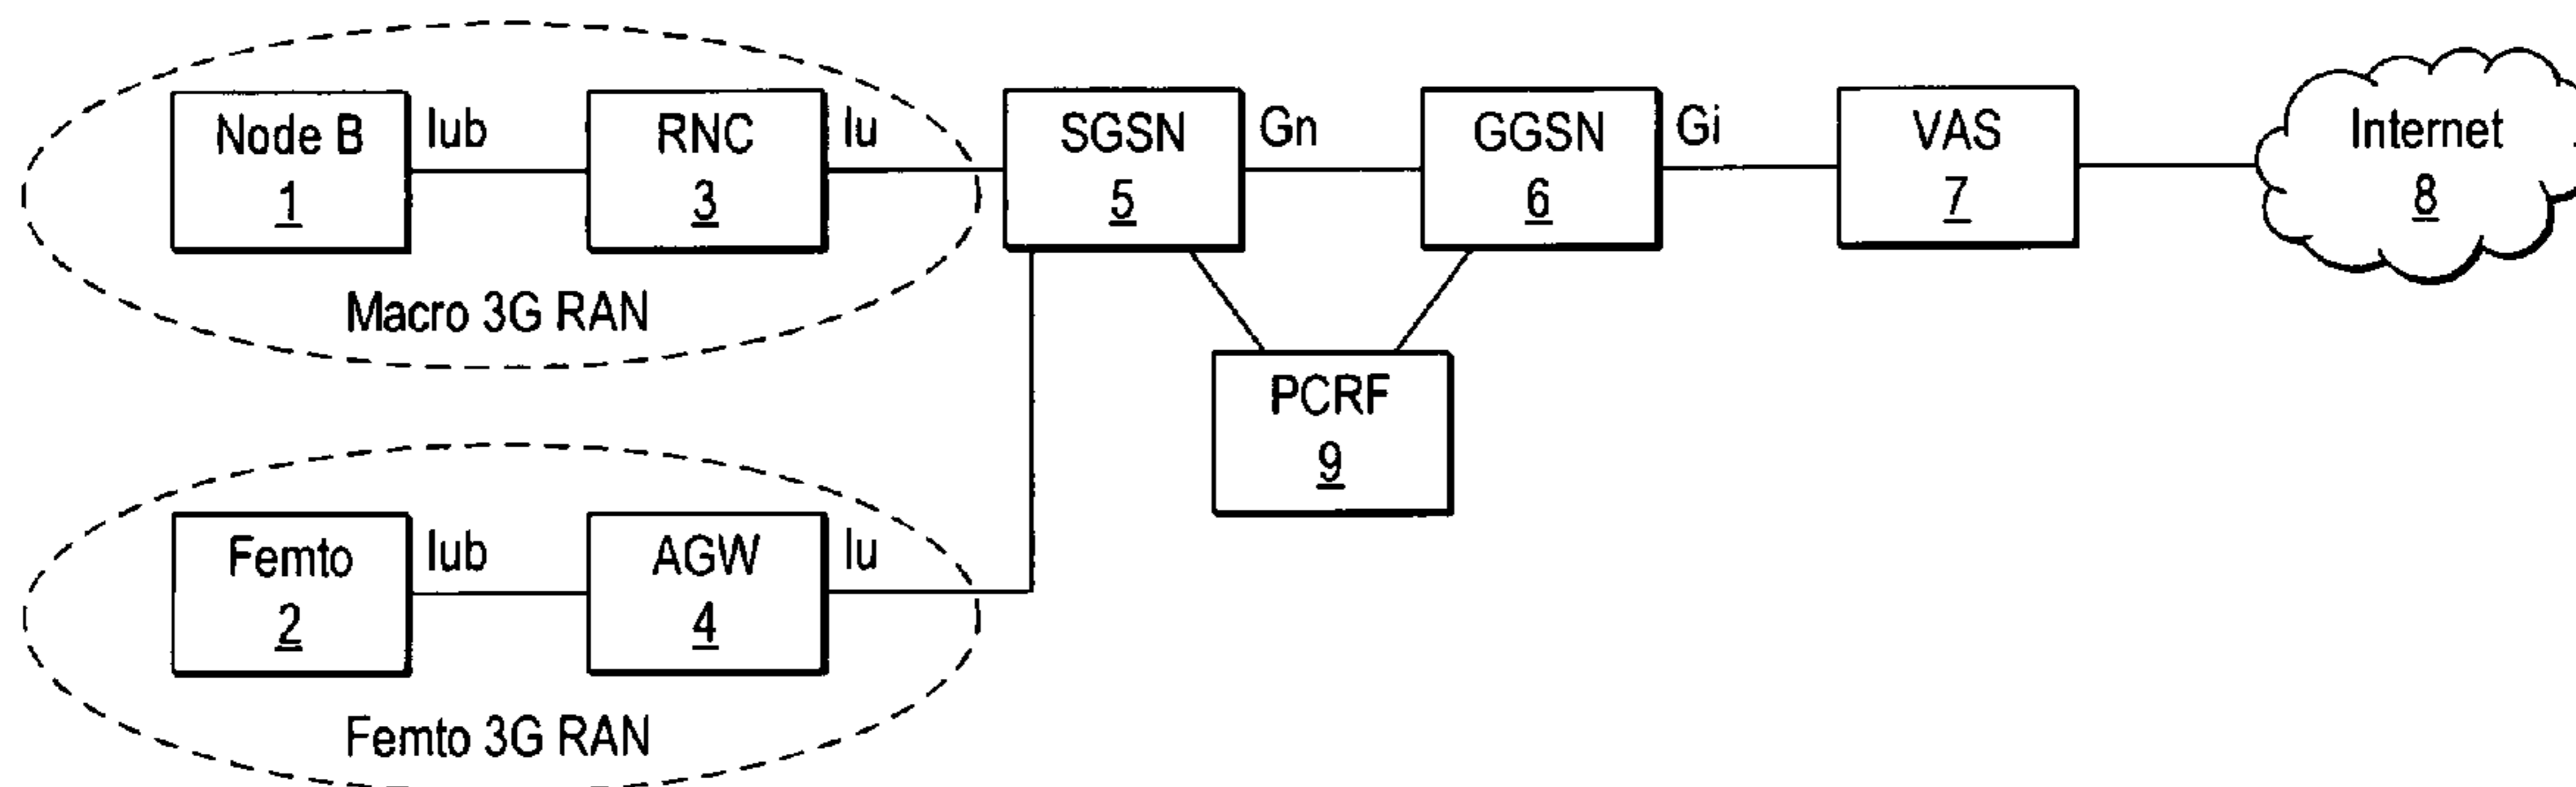 Node B
1
Iub
RNC
3
Iu
SGSN
5
Gn
GGSN
6
Gi
VAS
7
Internet
8
Macro 3G RAN
PCRF
9
Femto
2
Iub
AGW
4
Iu
Femto 3G RAN